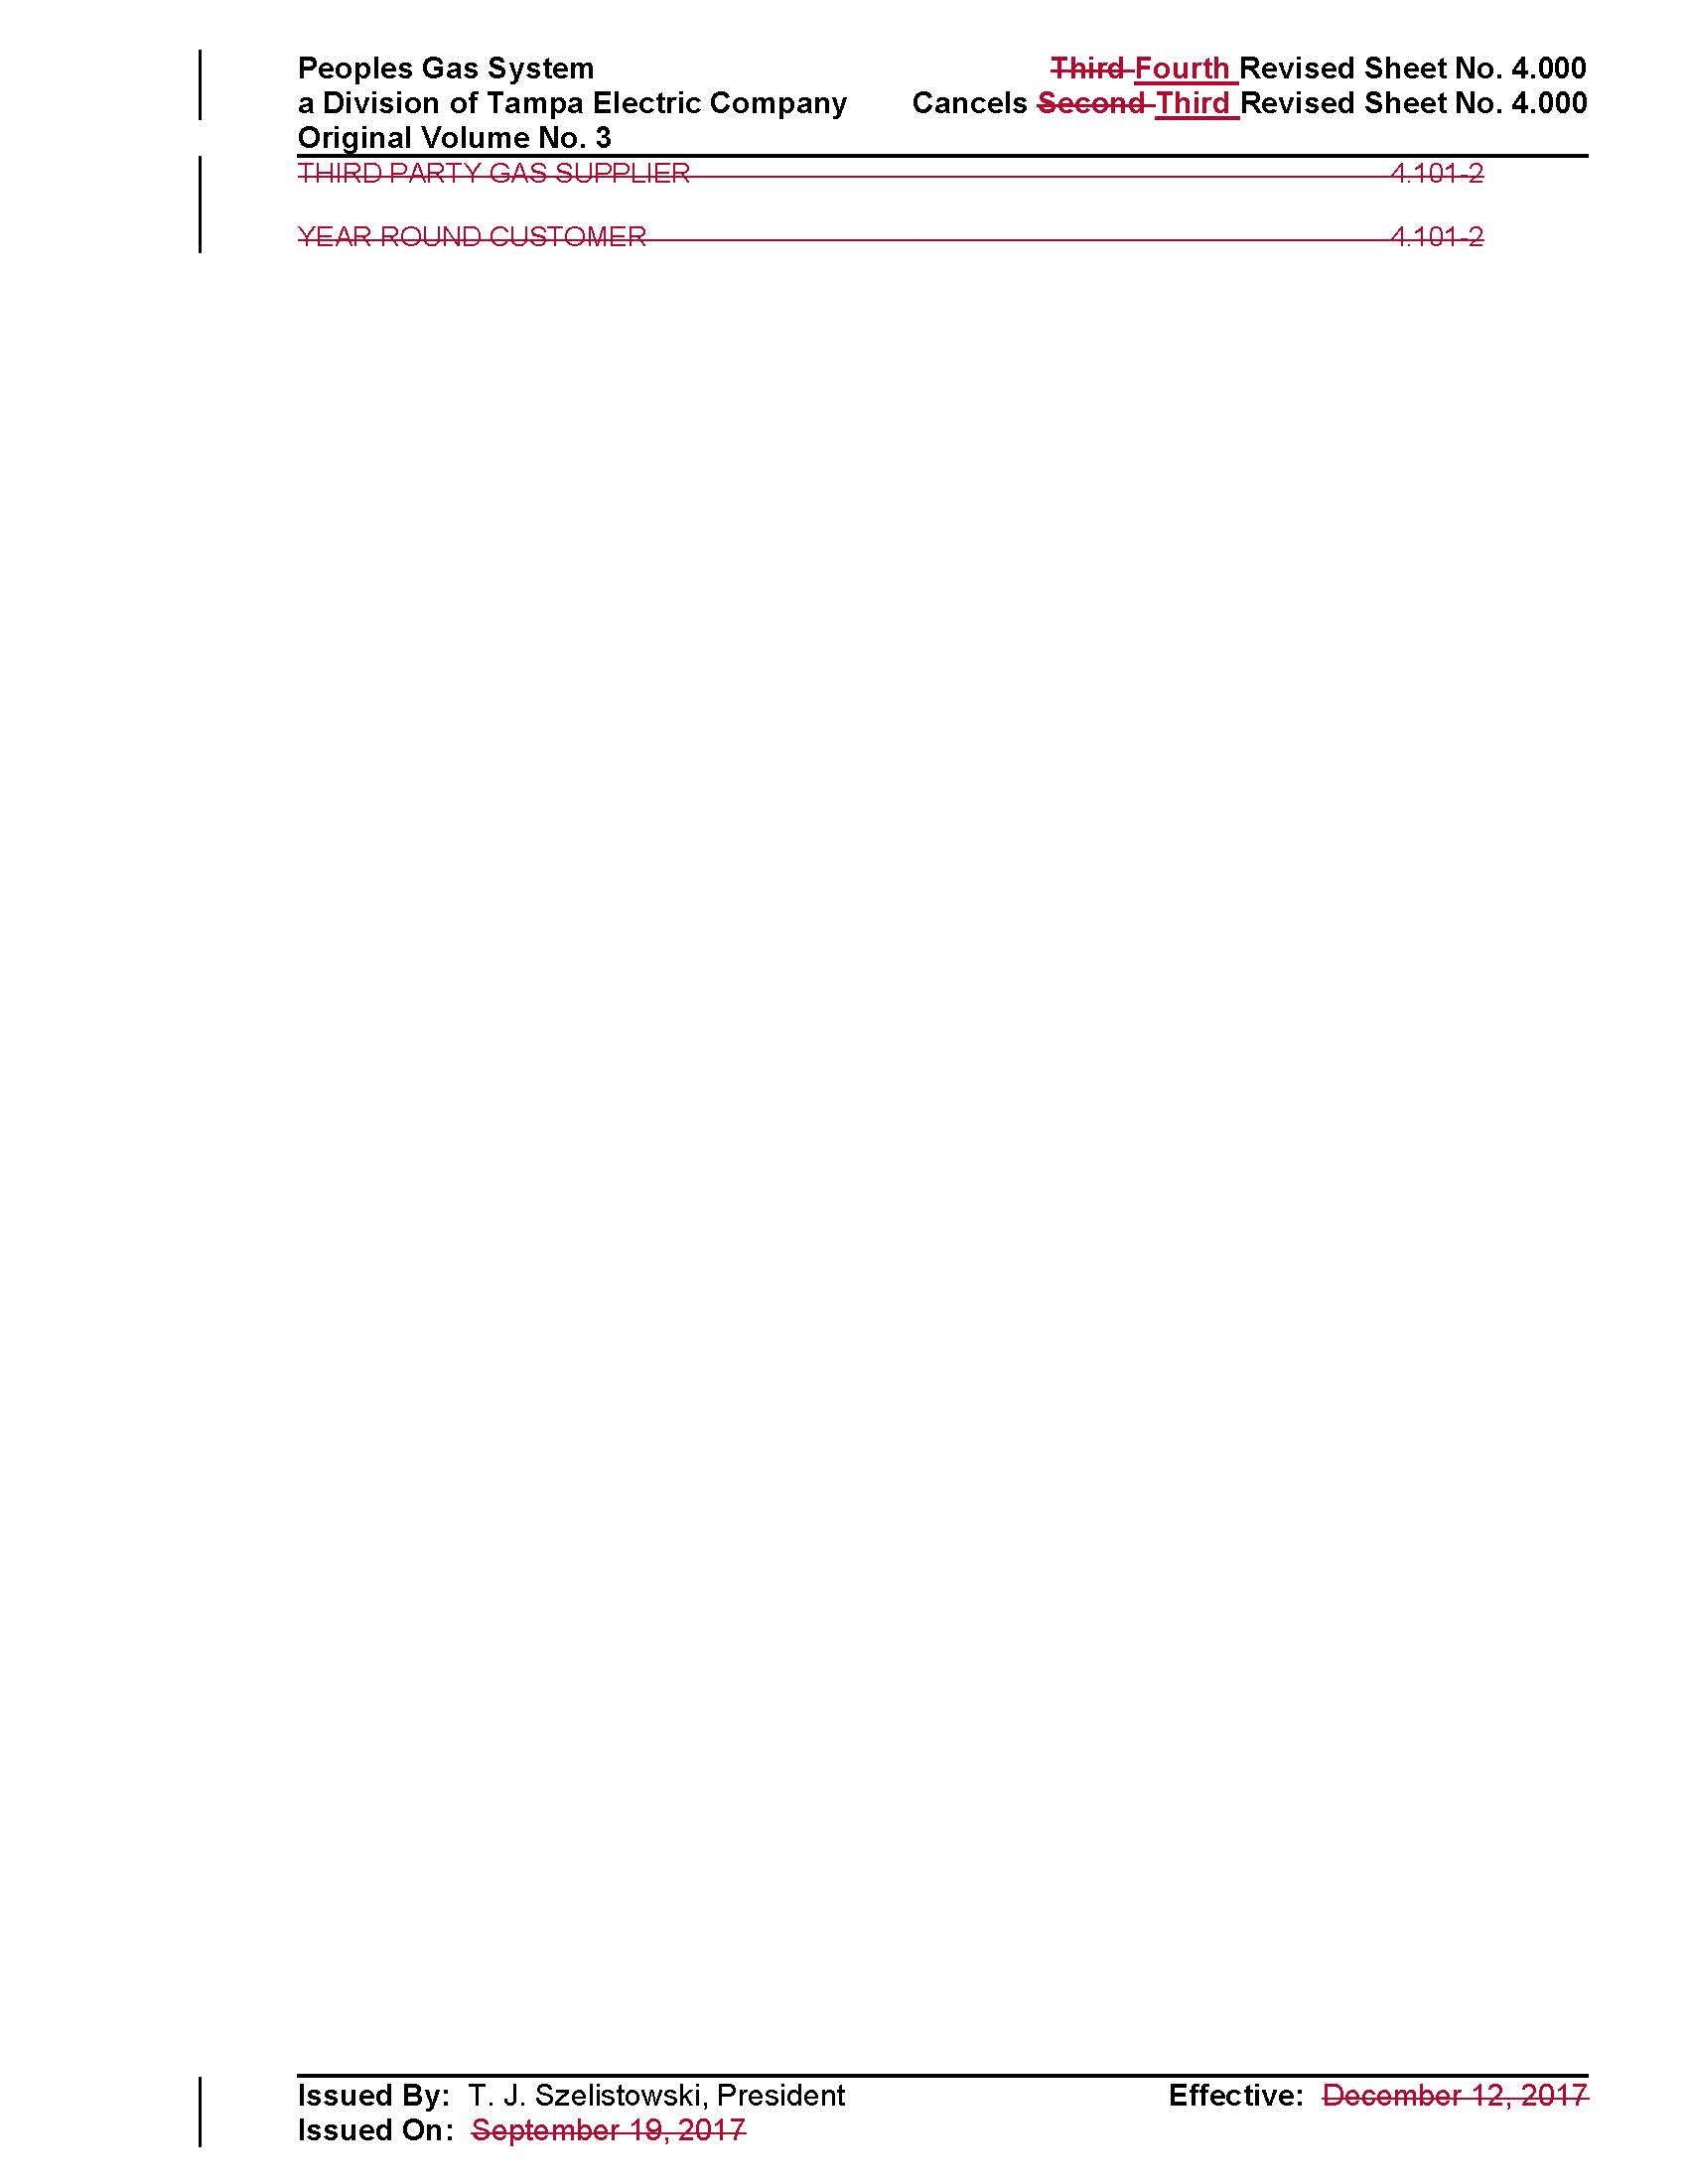 Peoples Gas System Third Fourth Revised Sheet No. 4.000
a Division of Tampa Electric Company Cancels Second Third Revised Sheet No. 4.000
Original Volume No. 3
THIRD PARTY GAS SUPPLIER 4.101-2
YEAR ROUND CUSTOMER 4.101-2
Issued By: T. J. Szelistowski, President Effective: December 12, 2017
Issued On: September 19, 2017